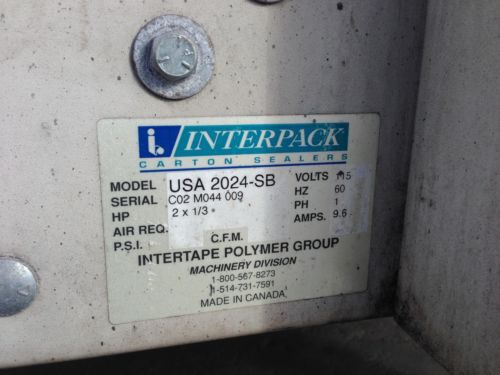 i. INTERPACK
CARTON SEALERS
MODEL USA 2024-SB VOLTS 115
SERIAL C02 M044 009 HZ 60
HP 2 x 1/3 PH 1
AIR REQ. AMPS. 9.6
P.S.I. C.F.M.
INTERTAPE POLYMER GROUP
MACHINERY DIVISION
1-800-567-8273
1-514-731-7591
MADE IN CANADA